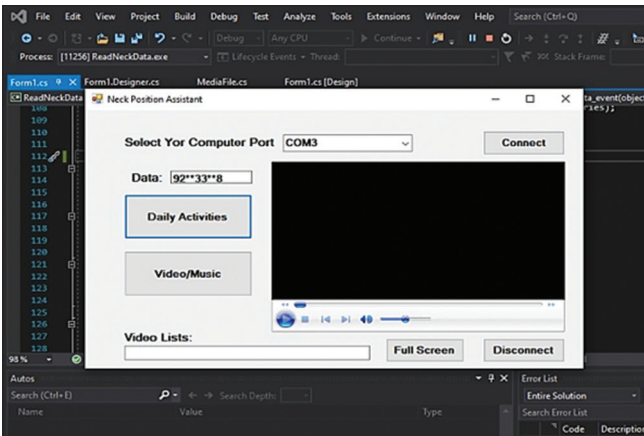 File Edit View Project Build Debug Test Analyze Tools Extensions Window Help Search (Ctrl+Q)
Debug Any CPU Continue
Process: [11256] ReadNeckData.exe Lifecycle Events Thread: Stack Frame:
Form1.cs Form1.Designer.cs MediaFile.cs Form1.cs [Design]
ReadNeckData Neck Position Assistant ta_event(objec
108 ries);
109
110
111
112
113
114
115
116
117
118
119
120
121
122
123
124
125
126
127
128
Select Yor Computer Port COM3 Connect
Data: 92**33**8
Daily Activities
Video/Music
Video Lists:
Full Screen Disconnect
98 %
Autos Error List
Search (Ctrl+E) Search Depth: Entire Solution
Name Value Type Search Error List
Code Descriptio